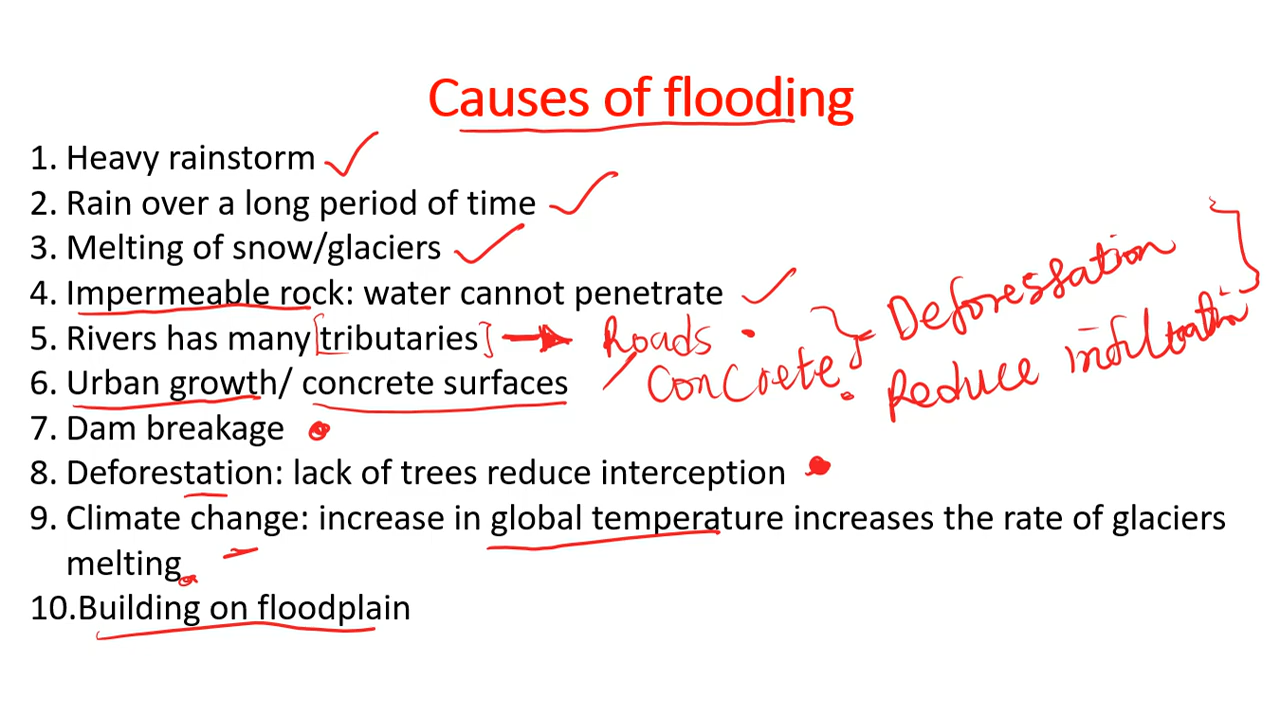 Causes of flooding
1. Heavy rainstorm
2. Rain over a long period of time
3. Melting of snow/glaciers
4. Impermeable rock: water cannot penetrate
5. Rivers has many tributaries
6. Urban growth/ concrete surfaces
7. Dam breakage
8. Deforestation: lack of trees reduce interception
9. Climate change: increase in global temperature increases the rate of glaciers
melting
10.Building on floodplain
Roads
Concrete
Deforestation
Reduce infiltration